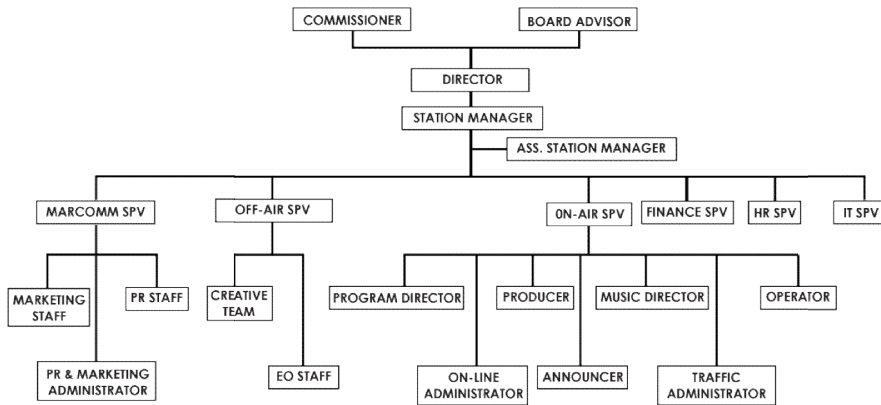 COMMISSIONER
BOARD ADVISOR
DIRECTOR
STATION MANAGER
ASS. STATION MANAGER
MARCOMM SPV
OFF-AIR SPV
0N-AIR SPV
FINANCE SPV
HR SPV
IT SPV
MARKETING
STAFF
PR STAFF
CREATIVE
TEAM
PROGRAM DIRECTOR
PRODUCER
MUSIC DIRECTOR
OPERATOR
PR & MARKETING
ADMINISTRATOR
EO STAFF
ON-LINE
ADMINISTRATOR
ANNOUNCER
TRAFFIC
ADMINISTRATOR